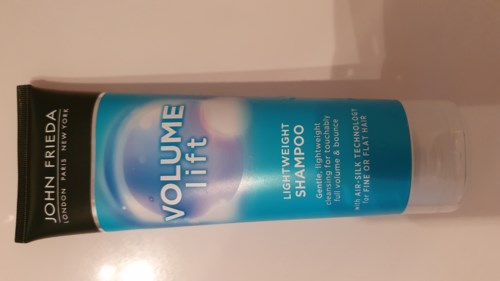 JOHN FRIEDA
LONDON PARIS NEW YORK
VOLUME
lift
LIGHTWEIGHT
SHAMPOO
Gentle, lightweight
cleansing for touchably
full volume & bounce
with AIR-SILK TECHNOLOGY
for FINE OR FLAT HAIR